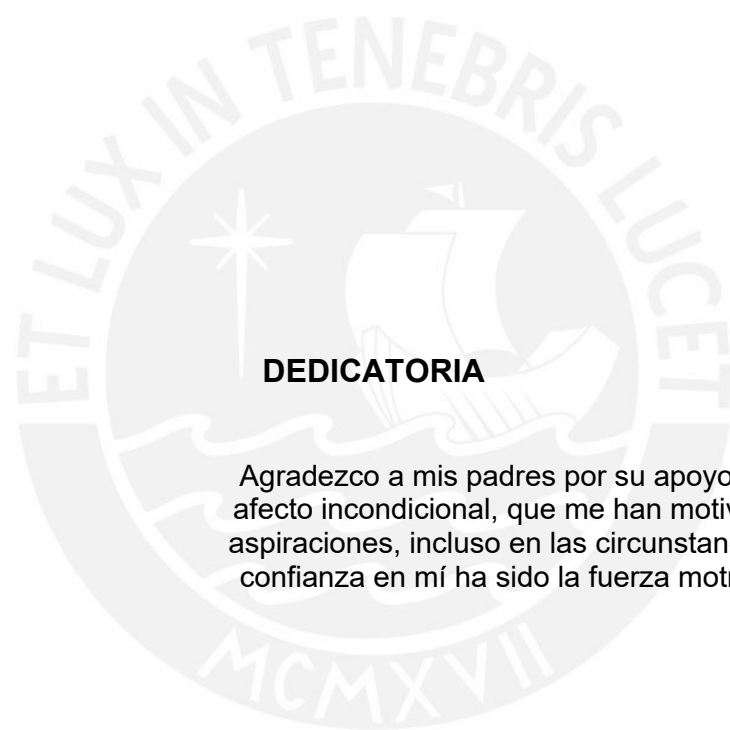 ET LUX IN TENEBRIS LUCET
DEDICATORIA
Agradezco a mis padres por su apoyo
afecto incondicional, que me han
aspiraciones, incluso en las
confianza en mí ha sido la fuerza
MCMXVII